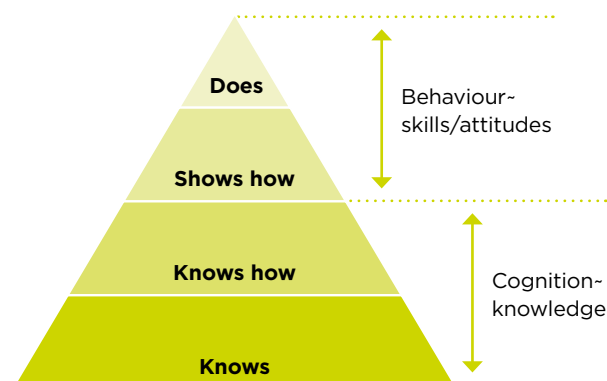 Does
Behaviour~
skills/attitudes
Shows how
Knows how
Cognition~
knowledge
Knows